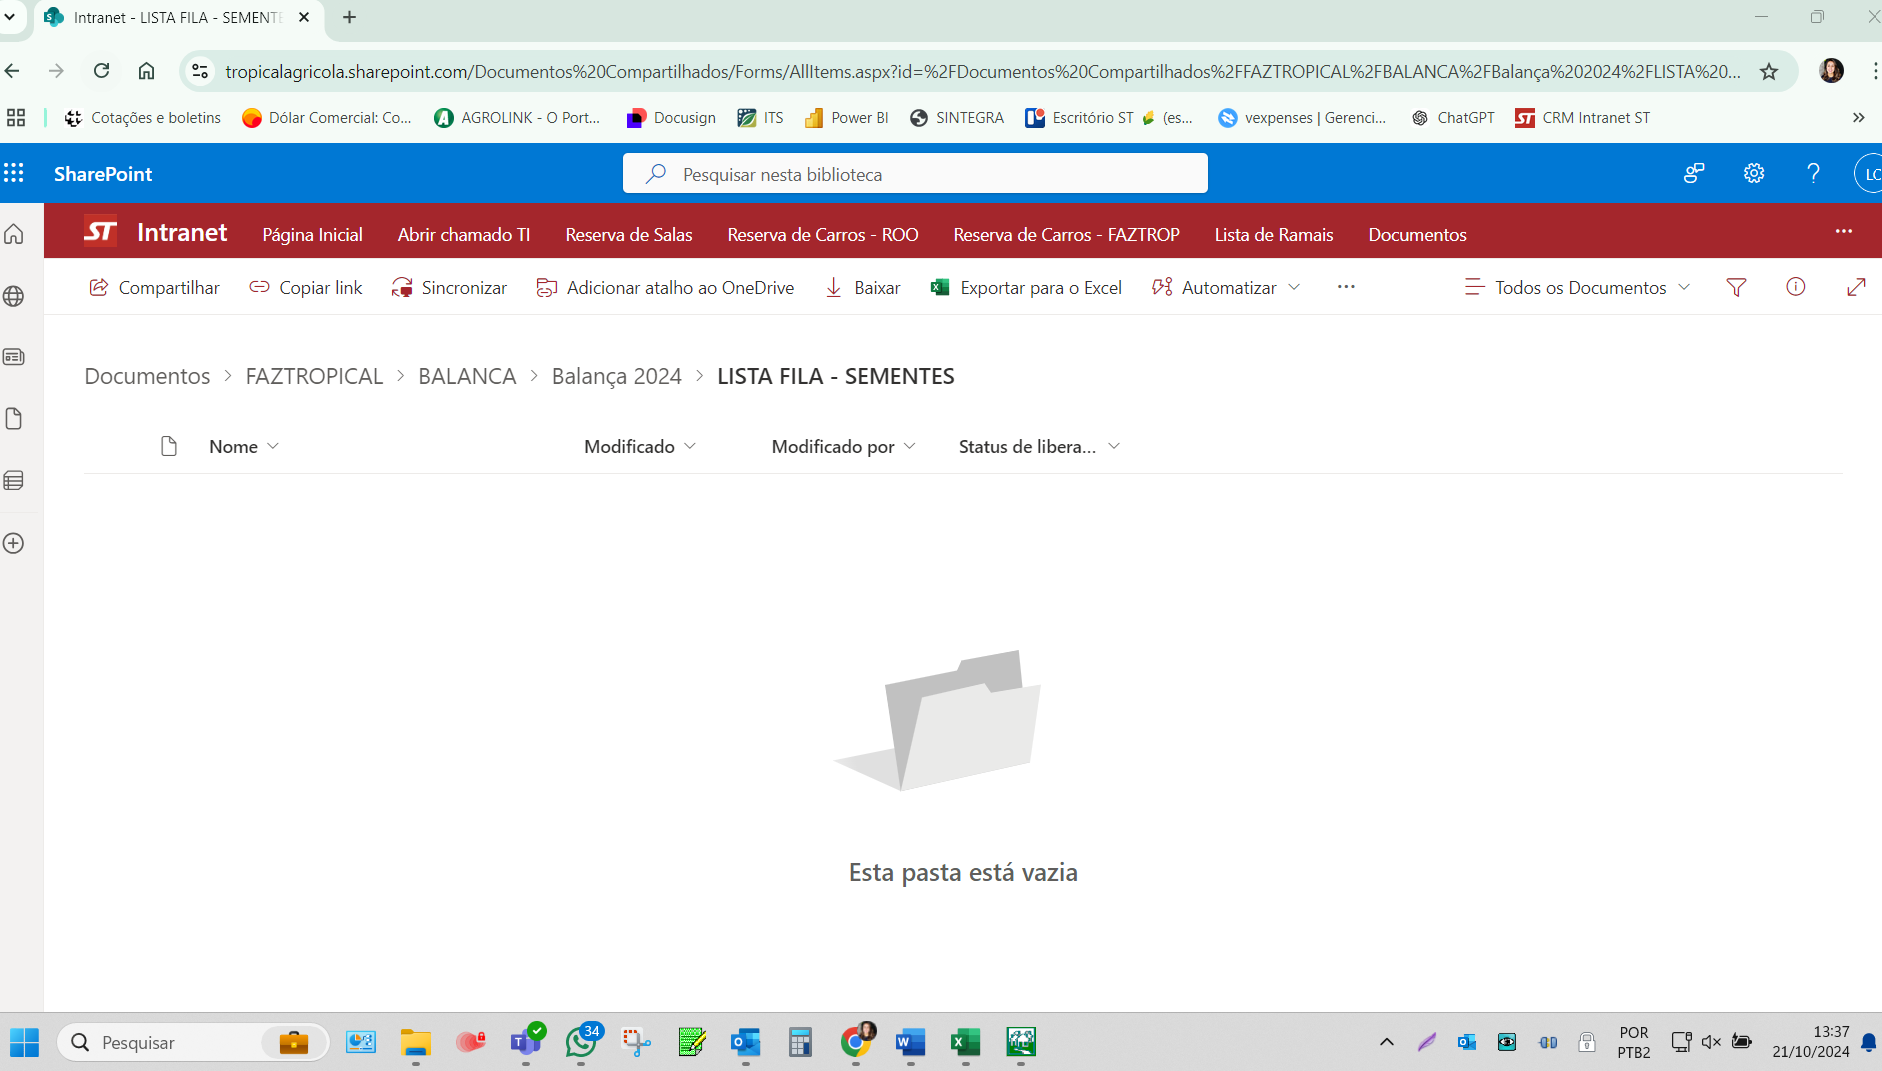 Intranet - LISTA FILA - SEMENTE
tropicalagricola.sharepoint.com/Documentos%20Compartilhados/Forms/AllItems.aspx?id=%2FDocumentos%20Compartilhados%2FFAZTROPICAL%2FBALANCA%2FBalança%202024%2FLISTA%20...
Cotações e boletins
Dólar Comercial: Co...
AGROLINK - O Port...
Docusign
ITS
Power BI
SINTEGRA
Escritório ST (es...
vexpenses | Gerenci...
ChatGPT
ST CRM Intranet ST
SharePoint
Pesquisar nesta biblioteca
LC
ST Intranet
Página Inicial
Abrir chamado TI
Reserva de Salas
Reserva de Carros - ROO
Reserva de Carros - FAZTROP
Lista de Ramais
Documentos
Compartilhar
Copiar link
Sincronizar
Adicionar atalho ao OneDrive
Baixar
Exportar para o Excel
Automatizar
Todos os Documentos
Documentos > FAZTROPICAL > BALANCA > Balança 2024 > LISTA FILA - SEMENTES
Nome
Modificado
Modificado por
Status de libera...
Esta pasta está vazia
Pesquisar
34
POR
PTB2
13:37
21/10/2024